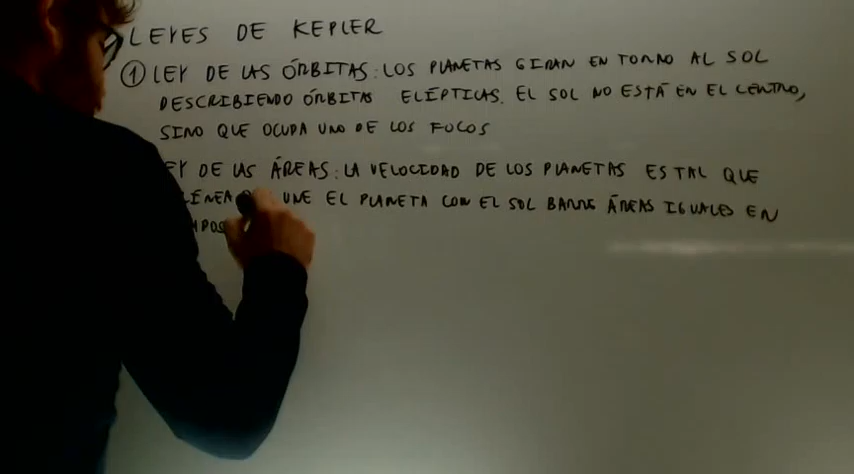 LEYES DE KEPLER
① LEY DE LAS ÓRBITAS: LOS PLANETAS GIRAN EN TORNO AL SOL
DESCRIBIENDO ÓRBITAS ELÍPTICAS. EL SOL NO ESTÁ EN EL CENTRO,
SINO QUE OCUPA UNO DE LOS FOCOS
EY DE LAS ÁREAS: LA VELOCIDAD DE LOS PLANETAS ES TAL QUE
LÍNEA UNE EL PLANETA CON EL SOL BARRE ÁREAS IGUALES EN
MPOS